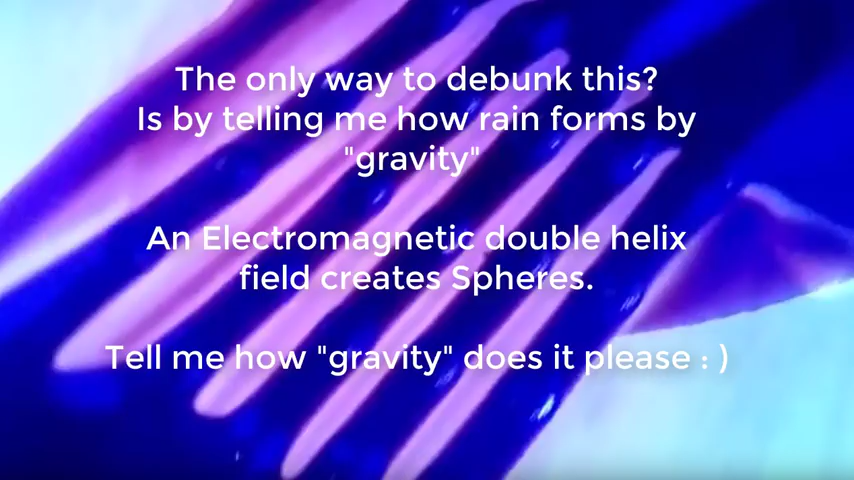 The only way to debunk this?
Is by telling me how rain forms by
"gravity"
An Electromagnetic double helix
field creates Spheres.
Tell me how "gravity" does it please : )